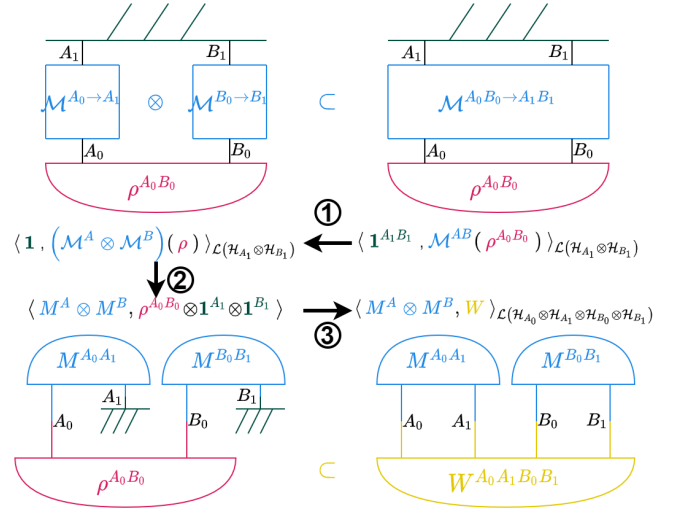 A₁ B₁ A₁ B₁
𝓜^{A₀→A₁} ⊗ 𝓜^{B₀→B₁} ⊂ 𝓜^{A₀B₀→A₁B₁}
A₀ B₀ A₀ B₀
ρ^{A₀B₀} ρ^{A₀B₀}
①
⟨ 𝟏 , (𝓜^A ⊗ 𝓜^B)( ρ ) ⟩_{𝓛(𝓗_{A₁}⊗𝓗_{B₁})} ⟨ 𝟏^{A₁B₁} , 𝓜^{AB}( ρ^{A₀B₀} ) ⟩_{𝓛(𝓗_{A₁}⊗𝓗_{B₁})}
②
⟨ M^A ⊗ M^B, ρ^{A₀B₀}⊗𝟏^{A₁}⊗𝟏^{B₁} ⟩ ⟨ M^A ⊗ M^B, W ⟩_{𝓛(𝓗_{A₀}⊗𝓗_{A₁}⊗𝓗_{B₀}⊗𝓗_{B₁})}
③
M^{A₀A₁} M^{B₀B₁} M^{A₀A₁} M^{B₀B₁}
A₁ B₁
A₀ B₀ A₀ A₁ B₀ B₁
ρ^{A₀B₀} ⊂ W^{A₀A₁B₀B₁}